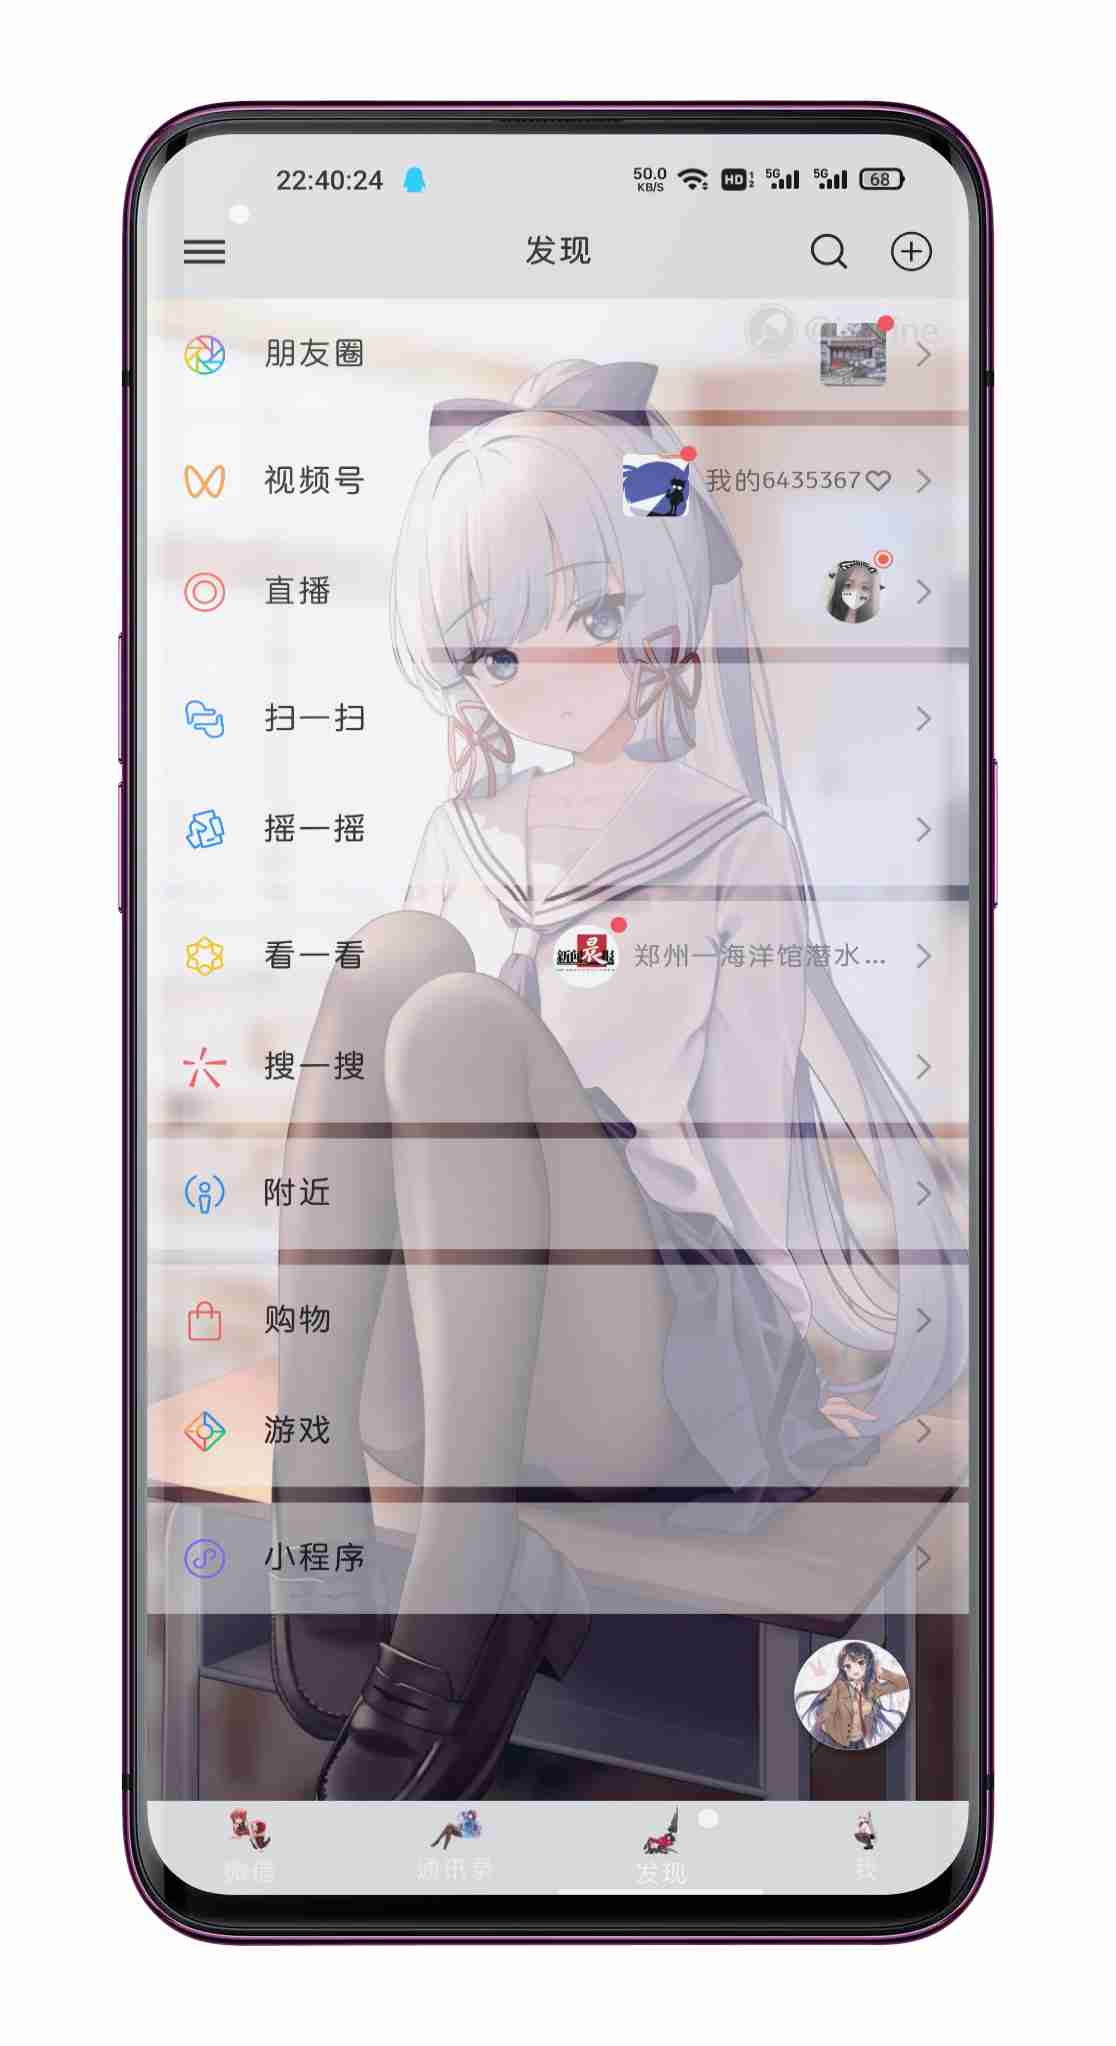 22:40:24 50.0 KB/S HD 1 2 5G 5G 68
发现
朋友圈
视频号 我的6435367♡
直播
扫一扫
摇一摇
看一看 郑州一海洋馆潜水...
搜一搜
附近
购物
游戏
小程序
微信 通讯录 发现 我